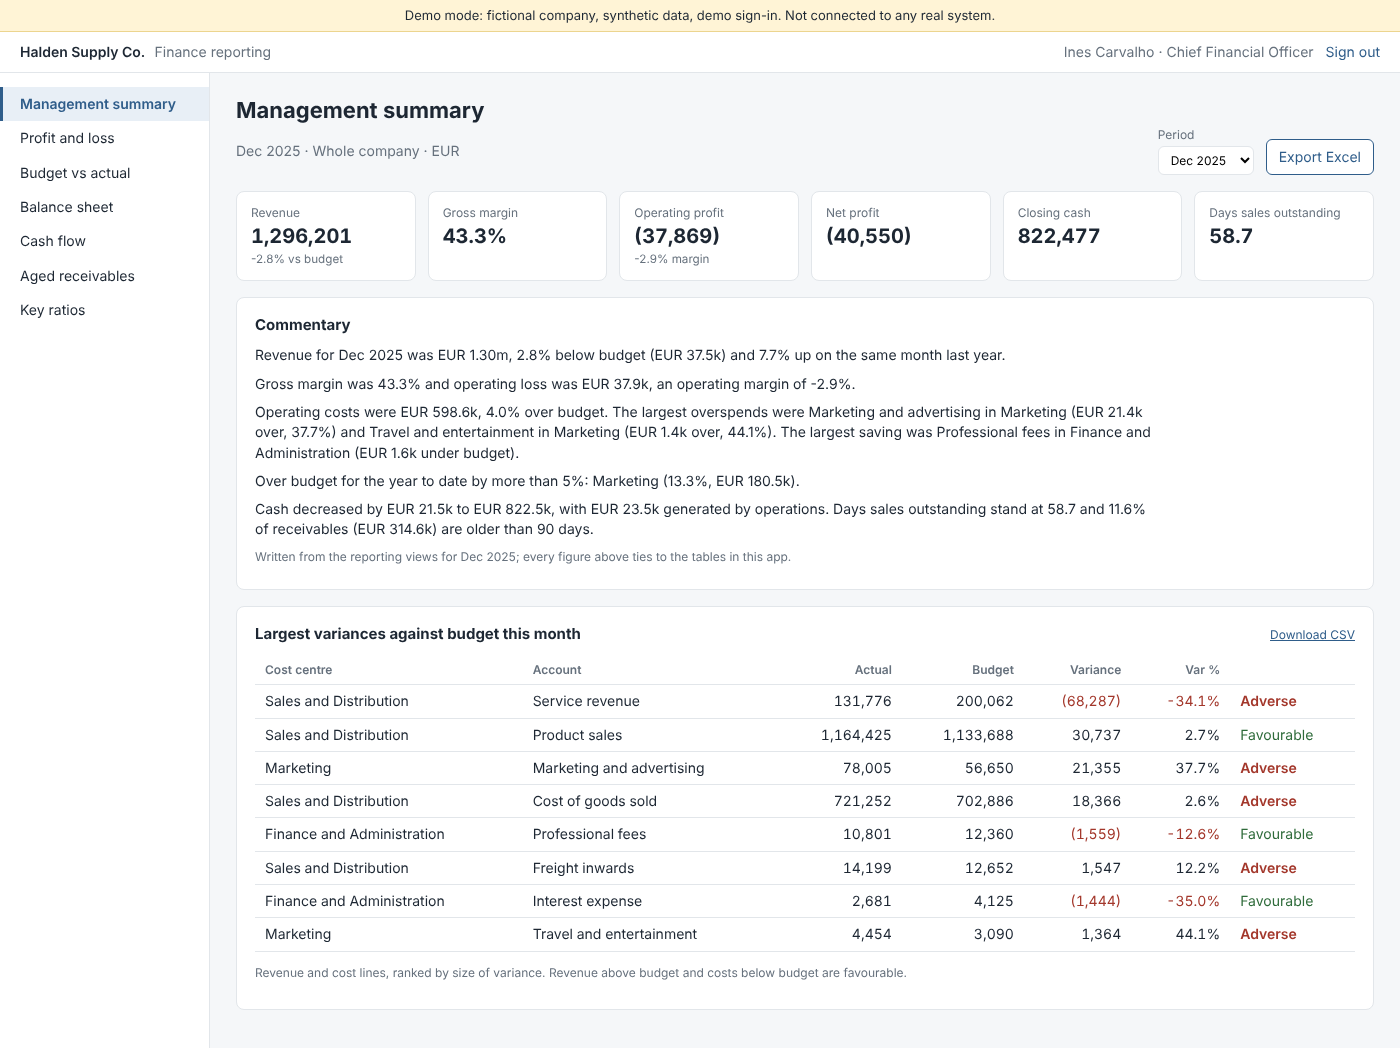 Demo mode: fictional company, synthetic data, demo sign-in. Not connected to any real system.
Halden Supply Co. Finance reporting
Ines Carvalho · Chief Financial Officer Sign out
Management summary
Profit and loss
Budget vs actual
Balance sheet
Cash flow
Aged receivables
Key ratios
Management summary
Dec 2025 · Whole company · EUR
Period
Dec 2025
Export Excel
Revenue
1,296,201
-2.8% vs budget
Gross margin
43.3%
Operating profit
(37,869)
-2.9% margin
Net profit
(40,550)
Closing cash
822,477
Days sales outstanding
58.7
Commentary
Revenue for Dec 2025 was EUR 1.30m, 2.8% below budget (EUR 37.5k) and 7.7% up on the same month last year.
Gross margin was 43.3% and operating loss was EUR 37.9k, an operating margin of -2.9%.
Operating costs were EUR 598.6k, 4.0% over budget. The largest overspends were Marketing and advertising in Marketing (EUR 21.4k
over, 37.7%) and Travel and entertainment in Marketing (EUR 1.4k over, 44.1%). The largest saving was Professional fees in Finance and
Administration (EUR 1.6k under budget).
Over budget for the year to date by more than 5%: Marketing (13.3%, EUR 180.5k).
Cash decreased by EUR 21.5k to EUR 822.5k, with EUR 23.5k generated by operations. Days sales outstanding stand at 58.7 and 11.6%
of receivables (EUR 314.6k) are older than 90 days.
Written from the reporting views for Dec 2025; every figure above ties to the tables in this app.
Largest variances against budget this month
Download CSV
Cost centre Account Actual Budget Variance Var %
Sales and Distribution Service revenue 131,776 200,062 (68,287) -34.1% Adverse
Sales and Distribution Product sales 1,164,425 1,133,688 30,737 2.7% Favourable
Marketing Marketing and advertising 78,005 56,650 21,355 37.7% Adverse
Sales and Distribution Cost of goods sold 721,252 702,886 18,366 2.6% Adverse
Finance and Administration Professional fees 10,801 12,360 (1,559) -12.6% Favourable
Sales and Distribution Freight inwards 14,199 12,652 1,547 12.2% Adverse
Finance and Administration Interest expense 2,681 4,125 (1,444) -35.0% Favourable
Marketing Travel and entertainment 4,454 3,090 1,364 44.1% Adverse
Revenue and cost lines, ranked by size of variance. Revenue above budget and costs below budget are favourable.